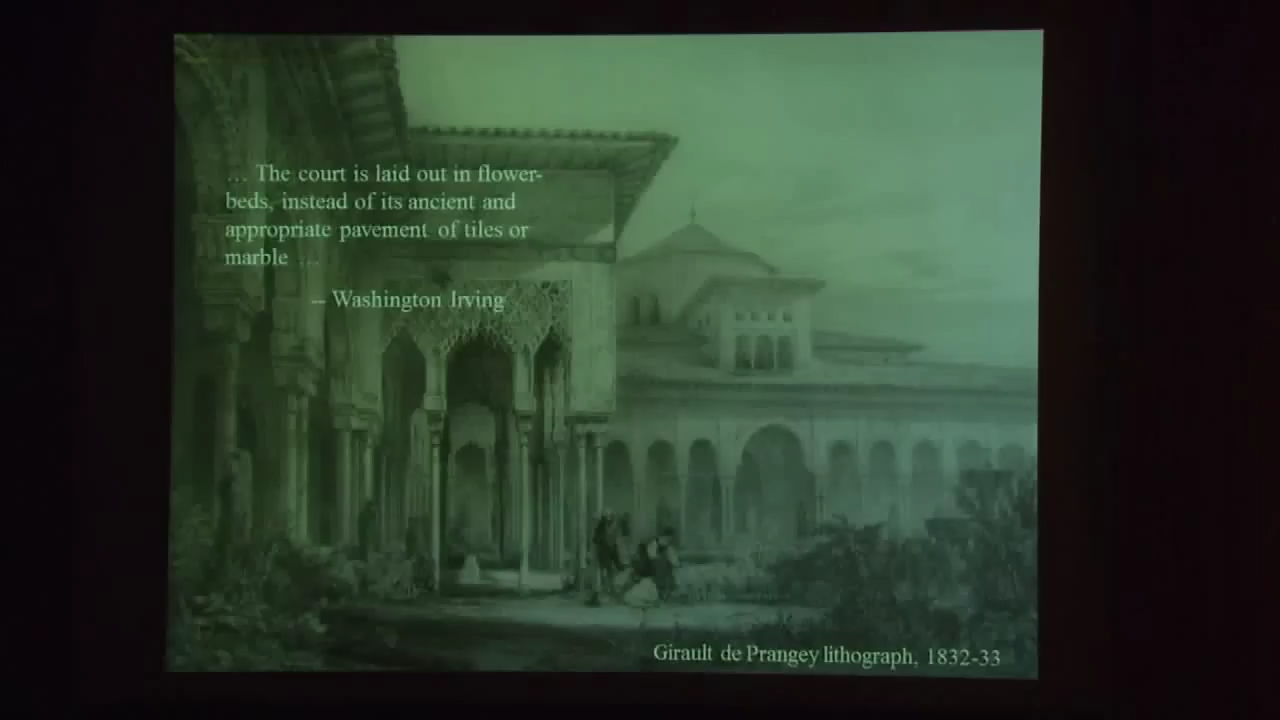 ... The court is laid out in flower-
beds, instead of its ancient and
appropriate pavement of tiles or
marble ...
-- Washington Irving
Girault de Prangey lithograph, 1832-33